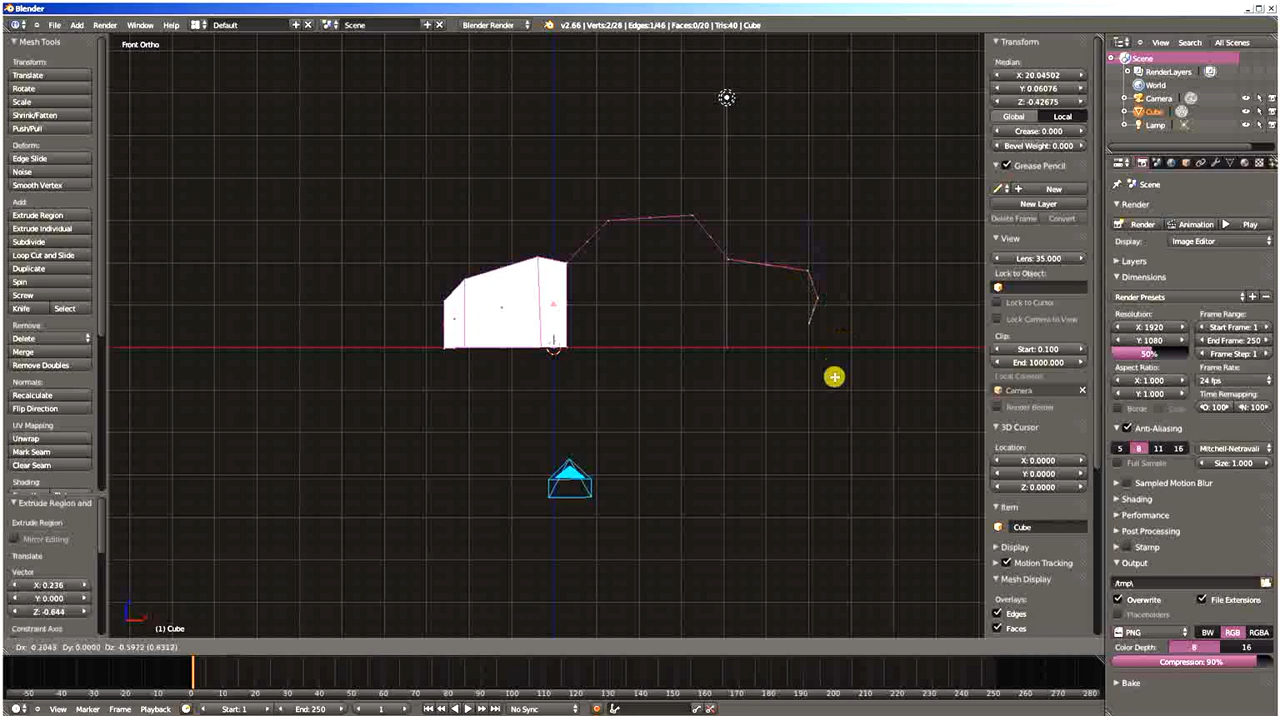 Blender
File Add Render Window Help Default Scene Blender Render v2.66 | Verts:2/26 | Edges:1/46 | Faces:0/20 | Tris:40 | Cube
Mesh Tools
Transform:
Translate
Rotate
Scale
Shrink/Fatten
Push/Pull
Deform:
Edge Slide
Noise
Smooth Vertex
Add:
Extrude Region
Extrude Individual
Subdivide
Loop Cut and Slide
Duplicate
Spin
Screw
Knife Select
Remove:
Delete
Merge
Remove Doubles
Normals:
Recalculate
Flip Direction
UV Mapping:
Unwrap
Mark Seam
Clear Seam
Shading:
Extrude Region and
Extrude Region
Mirror Editing
Translate
Vector
X: 0.236
Y: 0.000
Z: -0.644
Constraint Axis
Front Ortho
(1) Cube
Dx: 0.2045 Dy: 0.0000 Dz: -0.5972 (0.6312)
Transform
Median:
X: 20.04502
Y: 0.06076
Z: -0.42675
Global Local
Crease: 0.000
Bevel Weight: 0.000
Grease Pencil
New
New Layer
Delete Frame Convert
View
Lens: 35.000
Lock to Object:
Lock to Cursor
Lock Camera to View
Clip:
Start: 0.100
End: 1000.000
Local Camera:
Camera
Render Border
3D Cursor
Location:
X: 0.0000
Y: 0.0000
Z: 0.0000
Item
Cube
Display
Motion Tracking
Mesh Display
Overlays:
Edges
Faces
View Search All Scenes
Scene
RenderLayers
World
Camera
Cube
Lamp
Scene
Render
Render Animation Play
Display: Image Editor
Layers
Dimensions
Render Presets
Resolution: Frame Range:
X: 1920 Start Frame: 1
Y: 1080 End Frame: 250
50% Frame Step: 1
Aspect Ratio: Frame Rate:
X: 1.000 24 fps
Y: 1.000 Time Remapping:
Borde O: 100 N: 100
Anti-Aliasing
5 8 11 16 Mitchell-Netravali
Full Sample Size: 1.000
Sampled Motion Blur
Shading
Performance
Post Processing
Stamp
Output
/tmp\
Overwrite File Extensions
Placeholders
PNG BW RGB RGBA
Color Depth: 8 16
Compression: 90%
Bake
-50 -40 -30 -20 -10 0 10 20 30 40 50 60 70 80 90 100 110 120 130 140 150 160 170 180 190 200 210 220 230 240 250 260 270 280
View Marker Frame Playback Start: 1 End: 250 1 No Sync